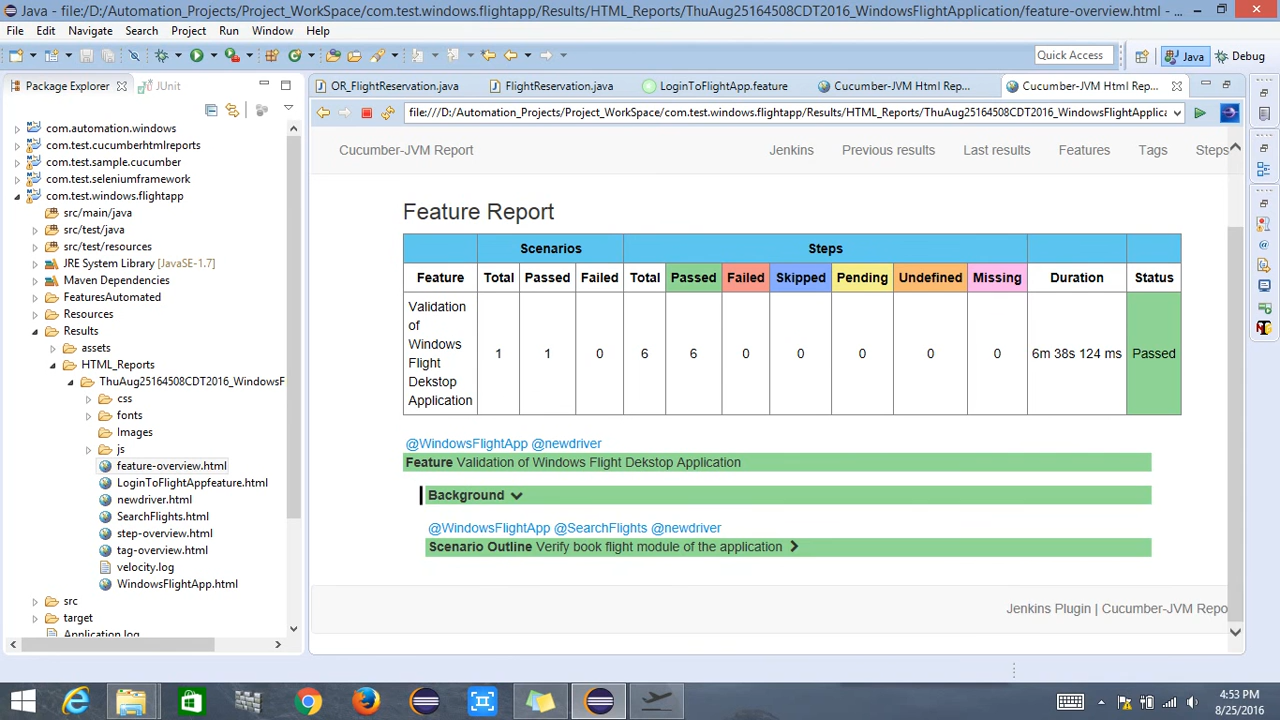 Java - file:/D:/Automation_Projects/Project_WorkSpace/com.test.windows.flightapp/Results/HTML_Reports/ThuAug25164508CDT2016_WindowsFlightApplication/feature-overview.html - ...
File Edit Navigate Search Project Run Window Help
Quick Access Java Debug
Package Explorer JUnit
OR_FlightReservation.java FlightReservation.java LoginToFlightApp.feature Cucumber-JVM Html Rep... Cucumber-JVM Html Rep...
file:///D:/Automation_Projects/Project_WorkSpace/com.test.windows.flightapp/Results/HTML_Reports/ThuAug25164508CDT2016_WindowsFlightApplica
com.automation.windows
com.test.cucumberhtmlreports
com.test.sample.cucumber
com.test.seleniumframework
com.test.windows.flightapp
src/main/java
src/test/java
src/test/resources
JRE System Library [JavaSE-1.7]
Maven Dependencies
FeaturesAutomated
Resources
Results
assets
HTML_Reports
ThuAug25164508CDT2016_WindowsF
css
fonts
Images
js
feature-overview.html
LoginToFlightAppfeature.html
newdriver.html
SearchFlights.html
step-overview.html
tag-overview.html
velocity.log
WindowsFlightApp.html
src
target
Application.log
Cucumber-JVM Report Jenkins Previous results Last results Features Tags Steps
Feature Report
Scenarios Steps
Feature Total Passed Failed Total Passed Failed Skipped Pending Undefined Missing Duration Status
Validation
of
Windows
Flight
Dekstop
Application
1 1 0 6 6 0 0 0 0 0 6m 38s 124 ms Passed
@WindowsFlightApp @newdriver
Feature Validation of Windows Flight Dekstop Application
Background
@WindowsFlightApp @SearchFlights @newdriver
Scenario Outline Verify book flight module of the application
Jenkins Plugin | Cucumber-JVM Repo
4:53 PM
8/25/2016